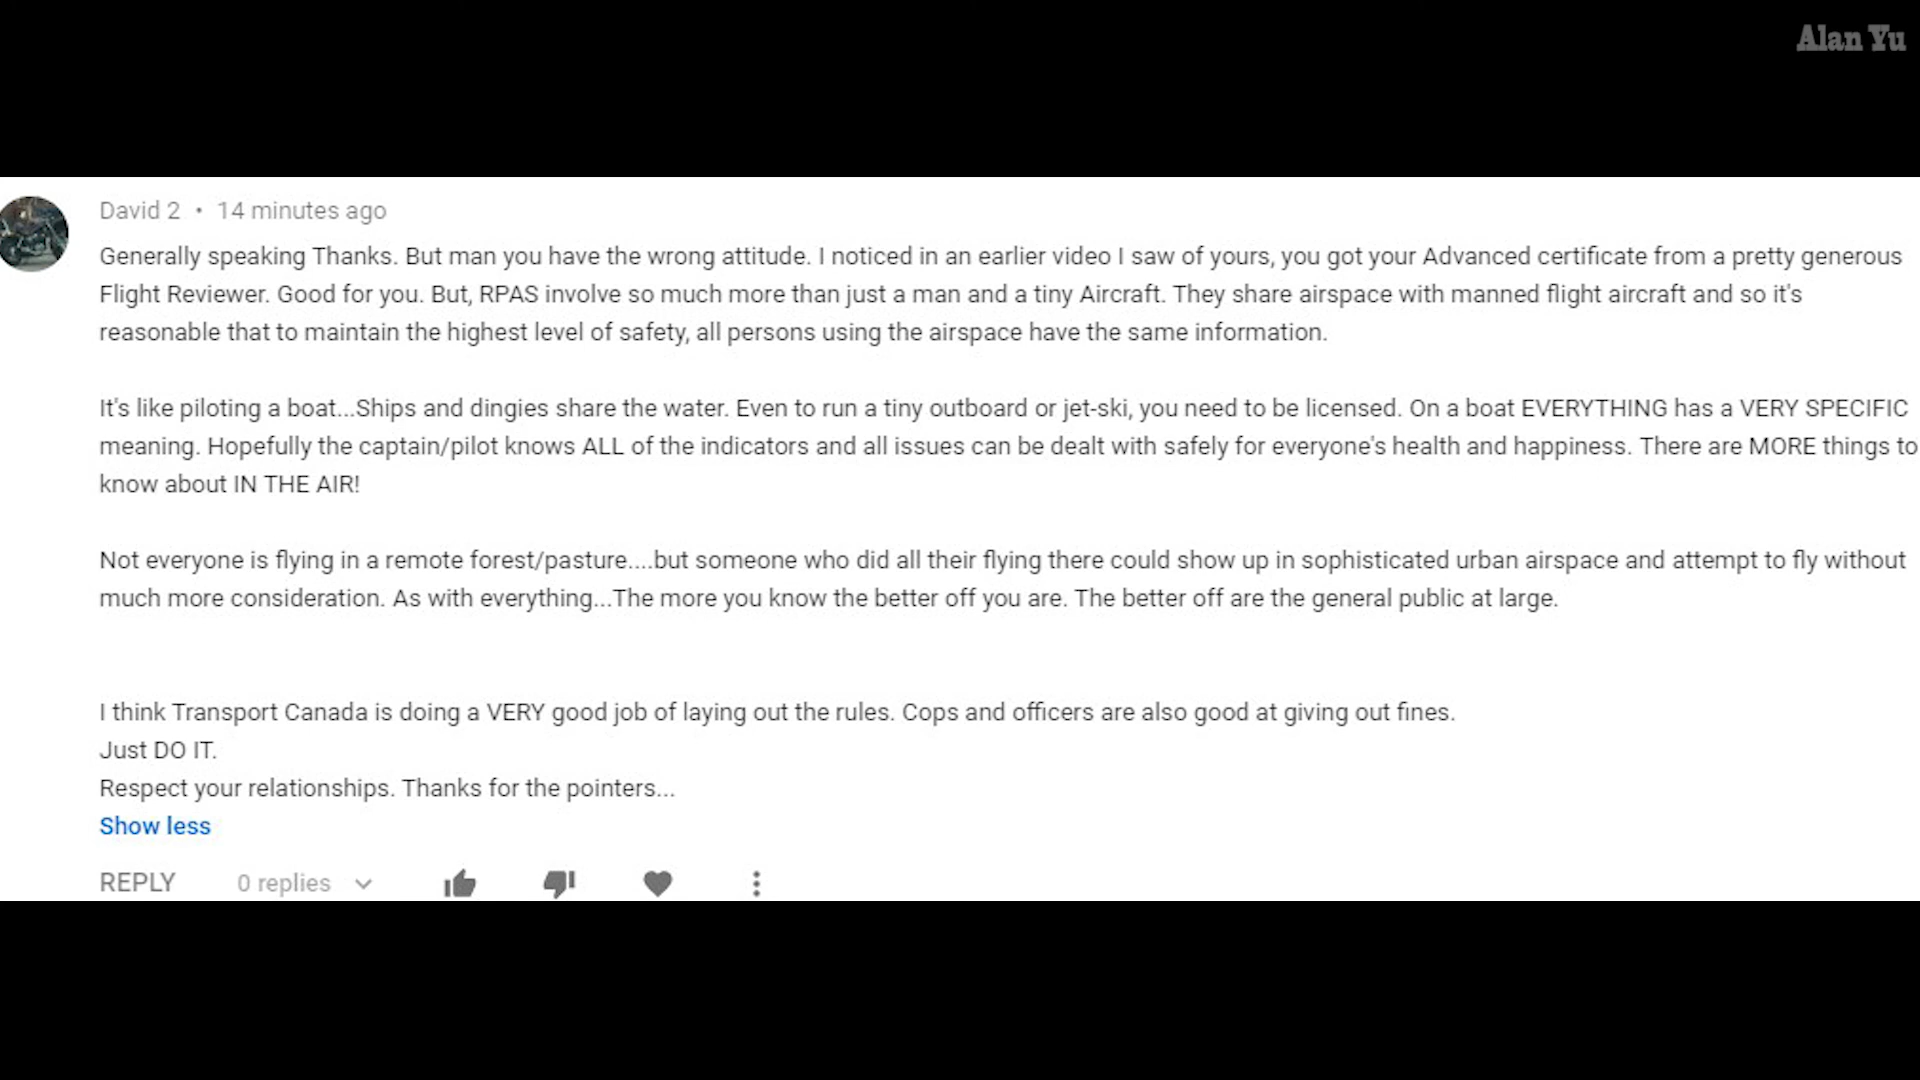 Alan Yu
David 2 • 14 minutes ago
Generally speaking Thanks. But man you have the wrong attitude. I noticed in an earlier video I saw of yours, you got your Advanced certificate from a pretty generous
Flight Reviewer. Good for you. But, RPAS involve so much more than just a man and a tiny Aircraft. They share airspace with manned flight aircraft and so it's
reasonable that to maintain the highest level of safety, all persons using the airspace have the same information.
It's like piloting a boat...Ships and dingies share the water. Even to run a tiny outboard or jet-ski, you need to be licensed. On a boat EVERYTHING has a VERY SPECIFIC
meaning. Hopefully the captain/pilot knows ALL of the indicators and all issues can be dealt with safely for everyone's health and happiness. There are MORE things to
know about IN THE AIR!
Not everyone is flying in a remote forest/pasture....but someone who did all their flying there could show up in sophisticated urban airspace and attempt to fly without
much more consideration. As with everything...The more you know the better off you are. The better off are the general public at large.
I think Transport Canada is doing a VERY good job of laying out the rules. Cops and officers are also good at giving out fines.
Just DO IT.
Respect your relationships. Thanks for the pointers...
Show less
REPLY 0 replies